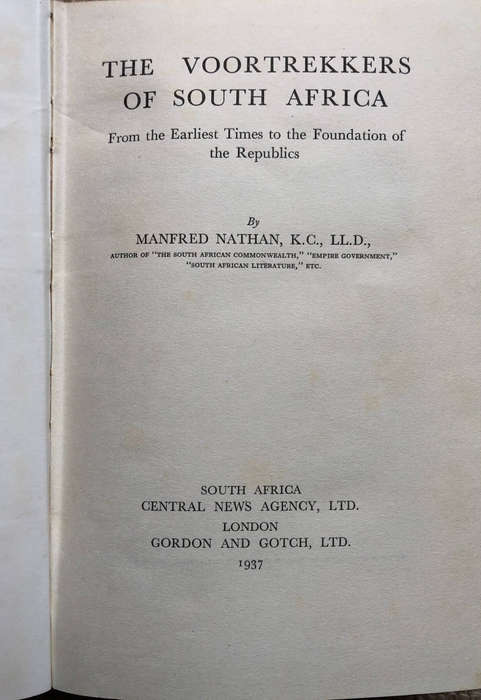 THE VOORTREKKERS
OF SOUTH AFRICA
From the Earliest Times to the Foundation of
the Republics
By
MANFRED NATHAN, K.C., LL.D.,
AUTHOR OF "THE SOUTH AFRICAN COMMONWEALTH," "EMPIRE GOVERNMENT,"
"SOUTH AFRICAN LITERATURE," ETC.
SOUTH AFRICA
CENTRAL NEWS AGENCY, LTD.
LONDON
GORDON AND GOTCH, LTD.
1937